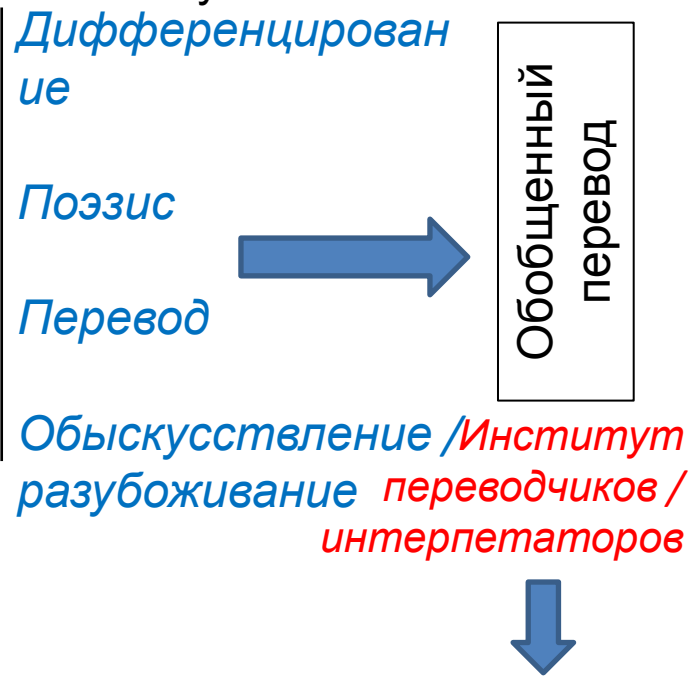 Дифференцирован
ие
Поэзис
Перевод
Обыскусствление /
разубоживание
Обобщенный
перевод
Институт
переводчиков /
интерпетаторов